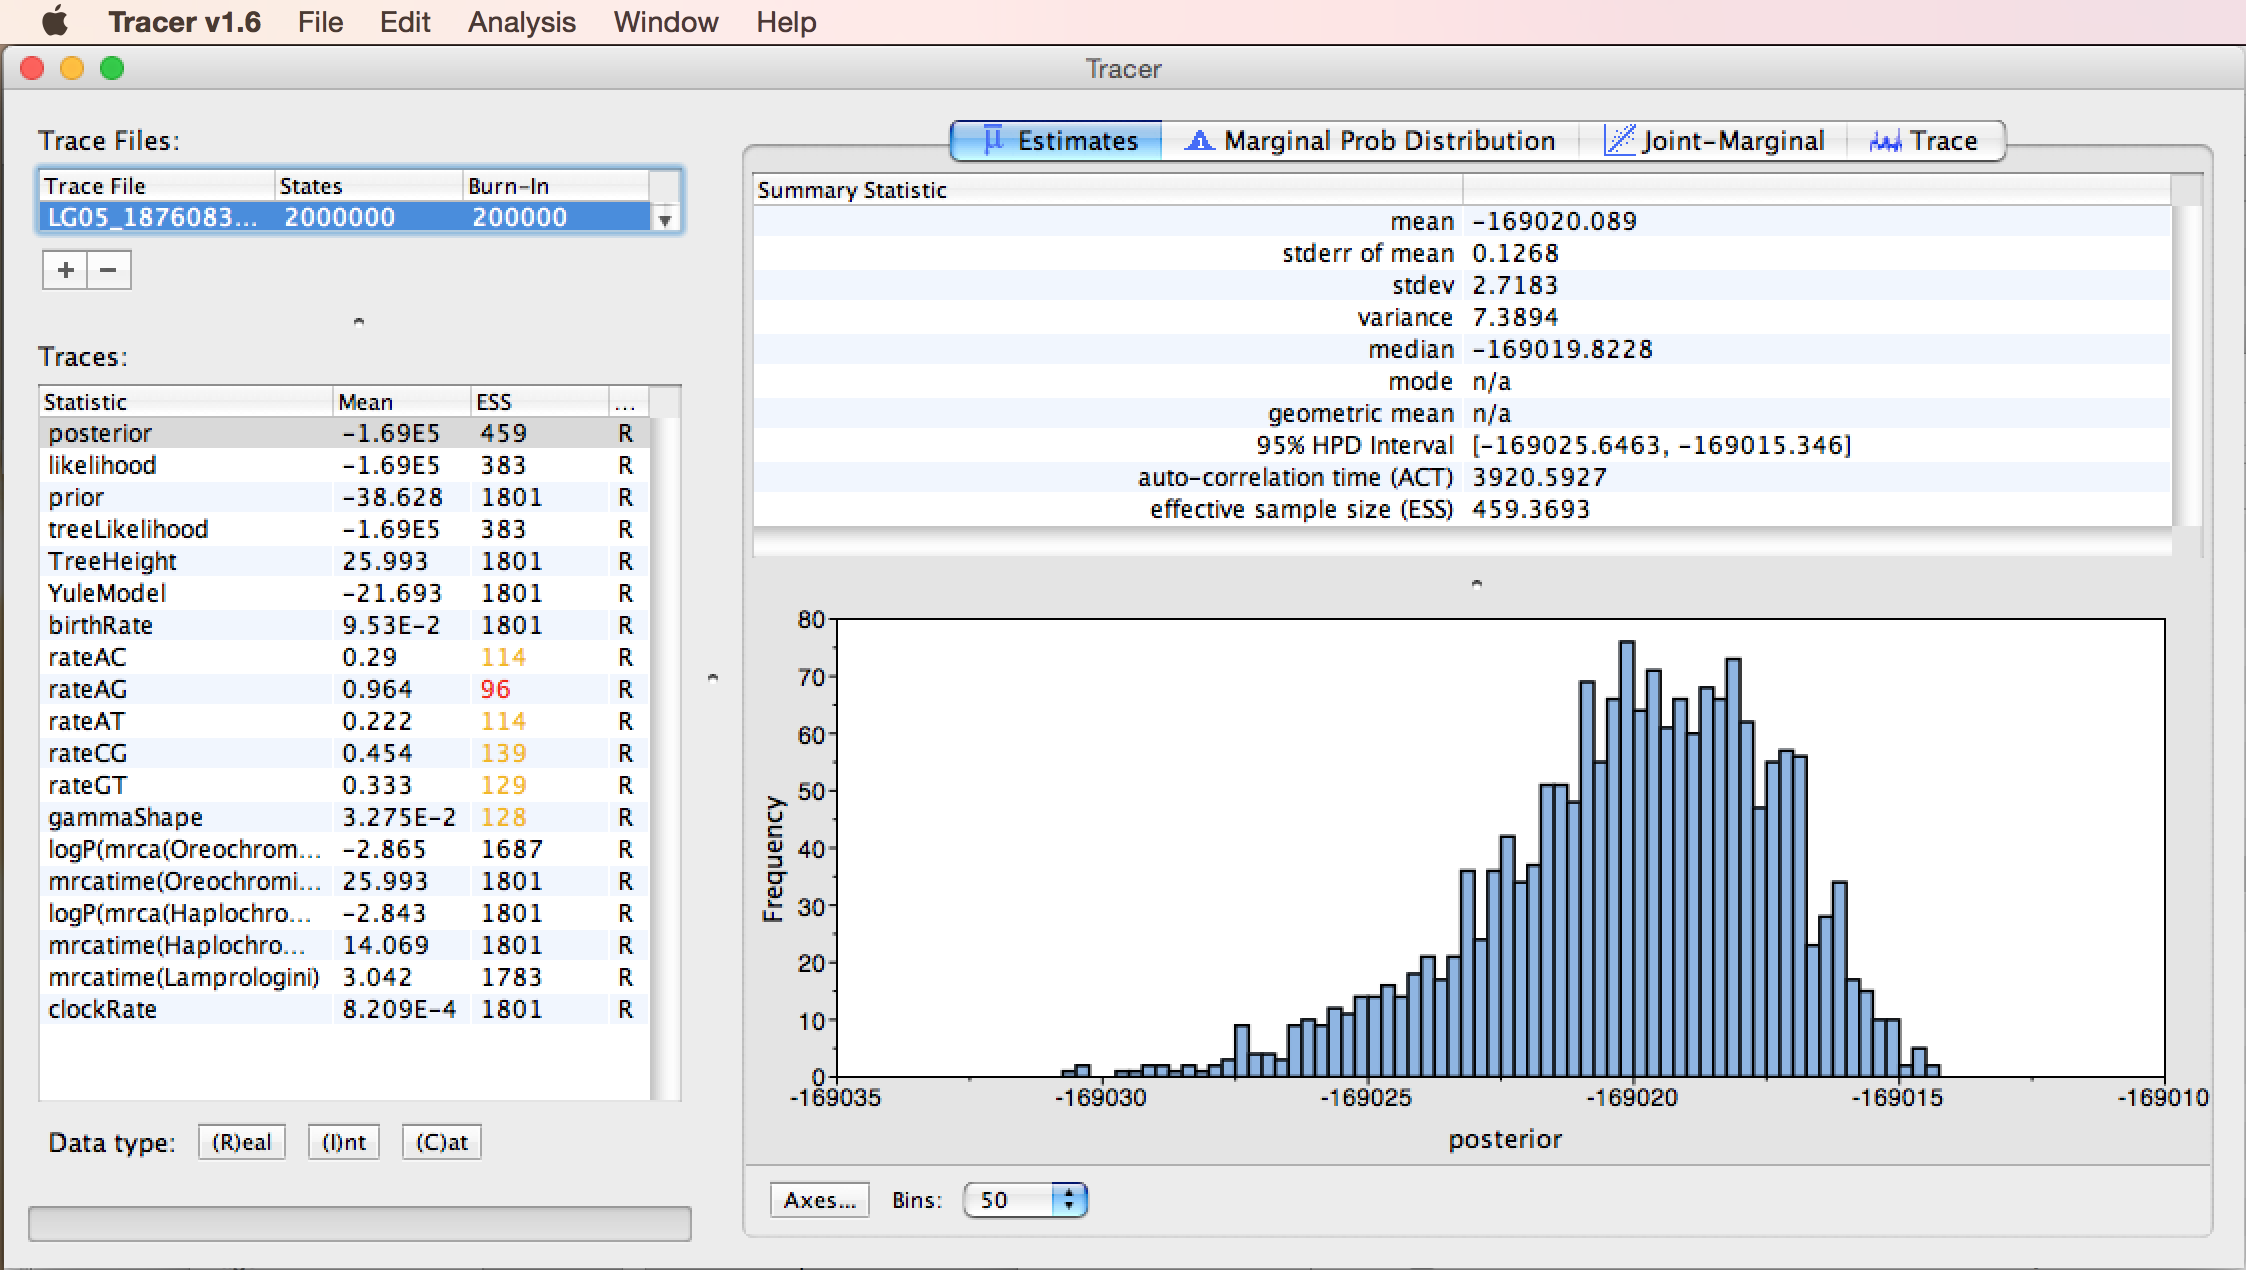 Tracer v1.6 File Edit Analysis Window Help
Tracer
Trace Files:
Trace File States Burn-In
LG05_1876083... 2000000 200000
+ −
Traces:
Statistic Mean ESS ...
posterior -1.69E5 459 R
likelihood -1.69E5 383 R
prior -38.628 1801 R
treeLikelihood -1.69E5 383 R
TreeHeight 25.993 1801 R
YuleModel -21.693 1801 R
birthRate 9.53E-2 1801 R
rateAC 0.29 114 R
rateAG 0.964 96 R
rateAT 0.222 114 R
rateCG 0.454 139 R
rateGT 0.333 129 R
gammaShape 3.275E-2 128 R
logP(mrca(Oreochrom... -2.865 1687 R
mrcatime(Oreochromi... 25.993 1801 R
logP(mrca(Haplochro... -2.843 1801 R
mrcatime(Haplochro... 14.069 1801 R
mrcatime(Lamprologini) 3.042 1783 R
clockRate 8.209E-4 1801 R
Data type: (R)eal (I)nt (C)at
μ Estimates Marginal Prob Distribution Joint-Marginal Trace
Summary Statistic
mean -169020.089
stderr of mean 0.1268
stdev 2.7183
variance 7.3894
median -169019.8228
mode n/a
geometric mean n/a
95% HPD Interval [-169025.6463, -169015.346]
auto-correlation time (ACT) 3920.5927
effective sample size (ESS) 459.3693
80
70
60
50
40
30
20
10
0
Frequency
-169035 -169030 -169025 -169020 -169015 -169010
posterior
Axes... Bins: 50